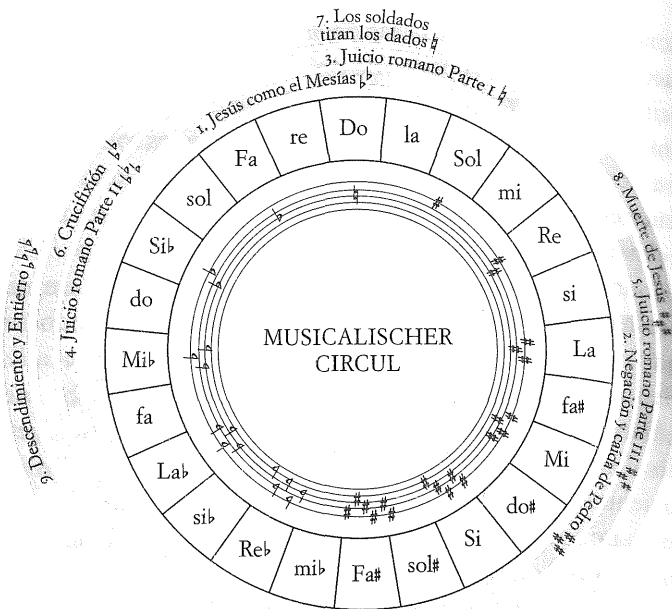 7. Los soldados
tiran los dados ♮
3. Juicio romano Parte I ♮
1. Jesús como el Mesías ♭♭
6. Crucifixión ♭♭
4. Juicio romano Parte II ♭♭
9. Descendimiento y Entierro ♭♭♭
8. Muerte de Jesús ♯♯
5. Juicio romano Parte III ♯♯♯
2. Negación y caída de Pedro ♯♯♯♯
Do
la
Sol
mi
Re
si
La
fa♯
Mi
do♯
Si
sol♯
Fa♯
mi♭
Re♭
si♭
La♭
fa
Mi♭
do
Si♭
sol
Fa
re
MUSICALISCHER
CIRCUL